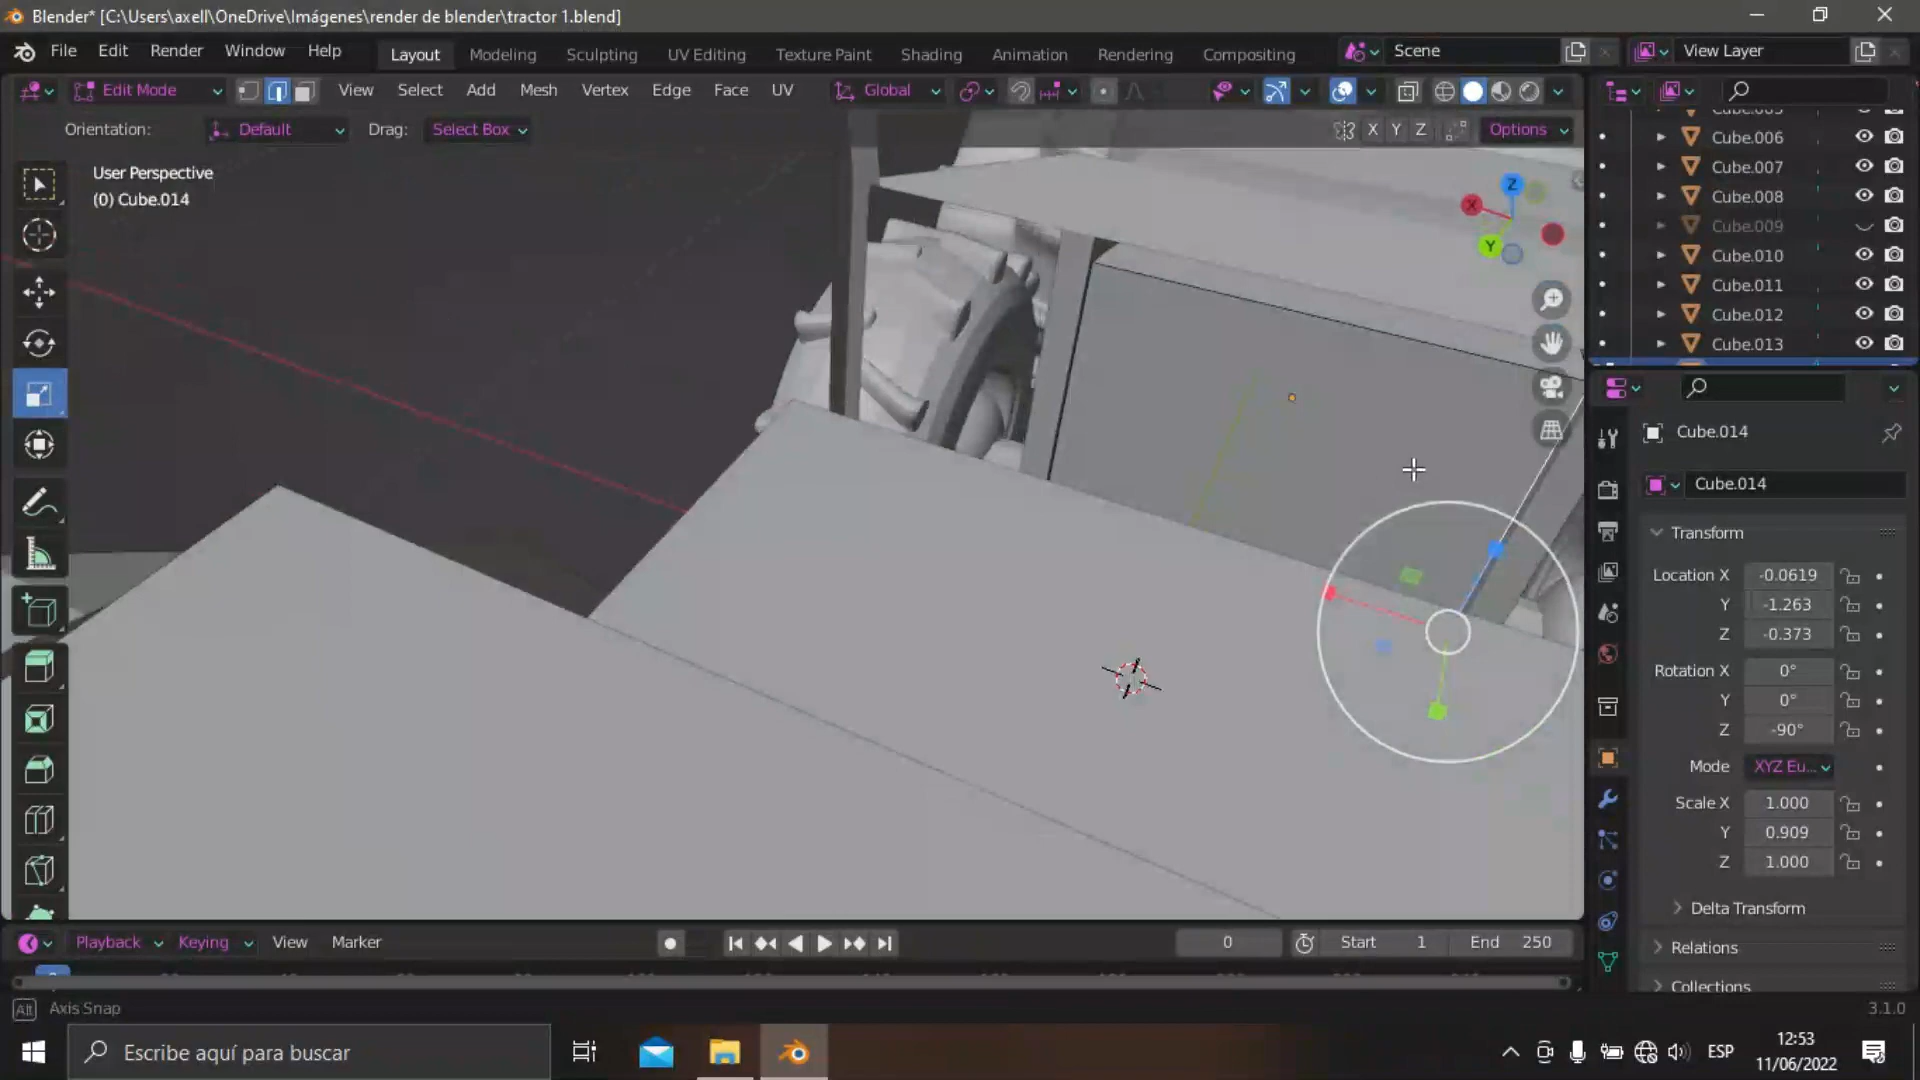 Blender* [C:\Users\axell\OneDrive\Imágenes\render de blender\tractor 1.blend]
File Edit Render Window Help Layout Modeling Sculpting UV Editing Texture Paint Shading Animation Rendering Compositing Scene View Layer
Edit Mode View Select Add Mesh Vertex Edge Face UV Global
Orientation: Default Drag: Select Box X Y Z Options
User Perspective
(0) Cube.014
Z
X
Y
Cube.006
Cube.007
Cube.008
Cube.009
Cube.010
Cube.011
Cube.012
Cube.013
Cube.014
Cube.014
Transform
Location X -0.0619
Y -1.263
Z -0.373
Rotation X 0°
Y 0°
Z -90°
Mode XYZ Eu...
Scale X 1.000
Y 0.909
Z 1.000
Delta Transform
Relations
Collections
Playback Keying View Marker 0 Start 1 End 250
Alt Axis Snap
3.1.0
Escribe aquí para buscar
ESP
12:53
11/06/2022